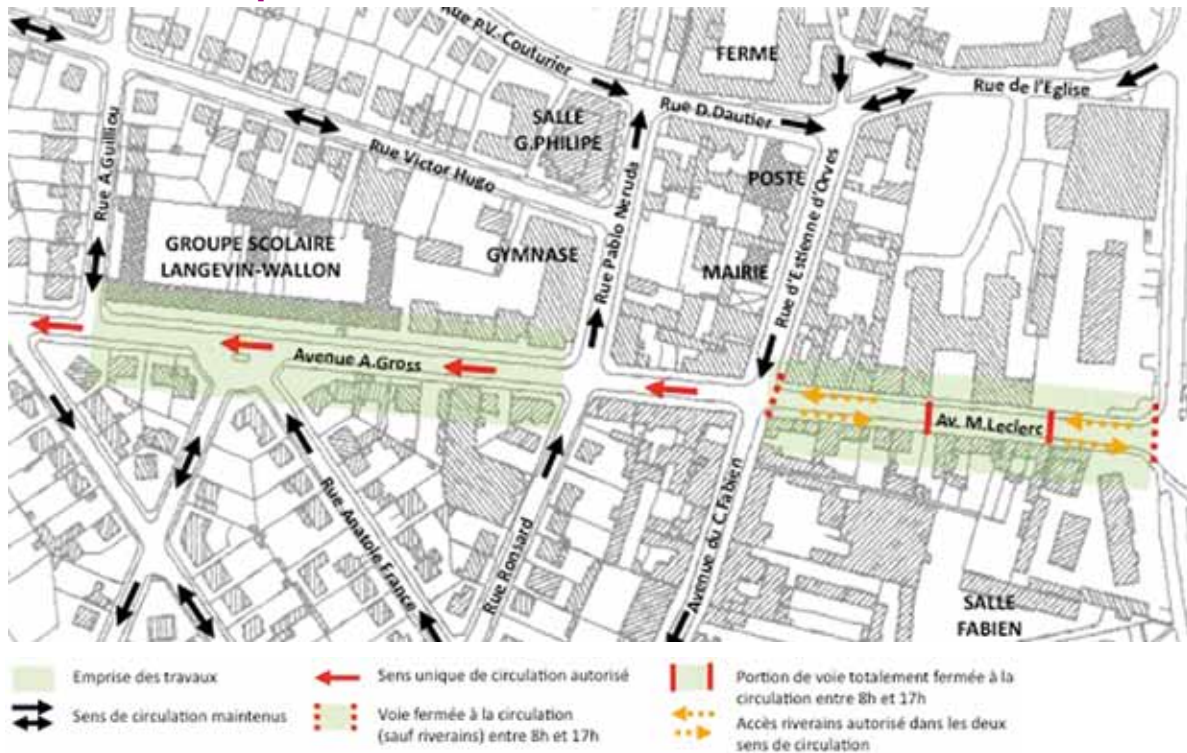 Rue P.V. Couturier
FERME
Rue de l'Eglise
Rue D.Dautier
SALLE
G.PHILIPE
Rue A.Guilliou
Rue Victor Hugo
POSTE
Rue Pablo Neruda
Rue d'Estienne d'Orves
GROUPE SCOLAIRE
LANGEVIN-WALLON
GYMNASE
MAIRIE
Avenue A.Gross
Av. M.Leclerc
Rue Anatole France
Rue Ronsard
Avenue du C.Fabien
SALLE
FABIEN
Emprise des travaux
Sens de circulation maintenus
Sens unique de circulation autorisé
Voie fermée à la circulation
(sauf riverains) entre 8h et 17h
Portion de voie totalement fermée à la
circulation entre 8h et 17h
Accès riverains autorisé dans les deux
sens de circulation